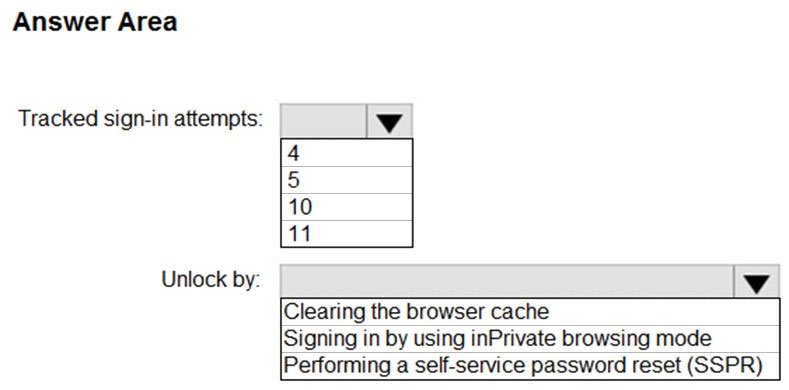 Answer Area
Tracked sign-in attempts:
4
5
10
11
Unlock by:
Clearing the browser cache
Signing in by using inPrivate browsing mode
Performing a self-service password reset (SSPR)